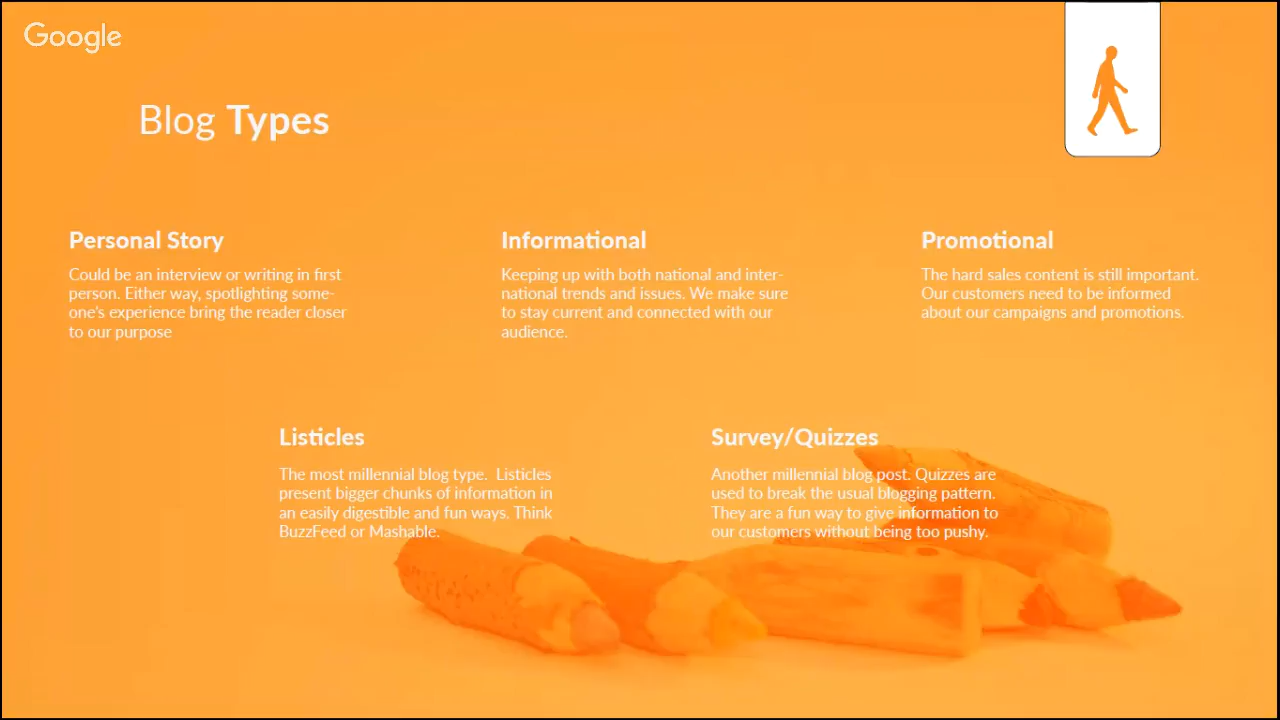 Google
Blog Types
Personal Story
Could be an interview or writing in first
person. Either way, spotlighting some-
one's experience bring the reader closer
to our purpose
Informational
Keeping up with both national and inter-
national trends and issues. We make sure
to stay current and connected with our
audience.
Promotional
The hard sales content is still important.
Our customers need to be informed
about our campaigns and promotions.
Listicles
The most millennial blog type.  Listicles
present bigger chunks of information in
an easily digestible and fun ways. Think
BuzzFeed or Mashable.
Survey/Quizzes
Another millennial blog post. Quizzes are
used to break the usual blogging pattern.
They are a fun way to give information to
our customers without being too pushy.